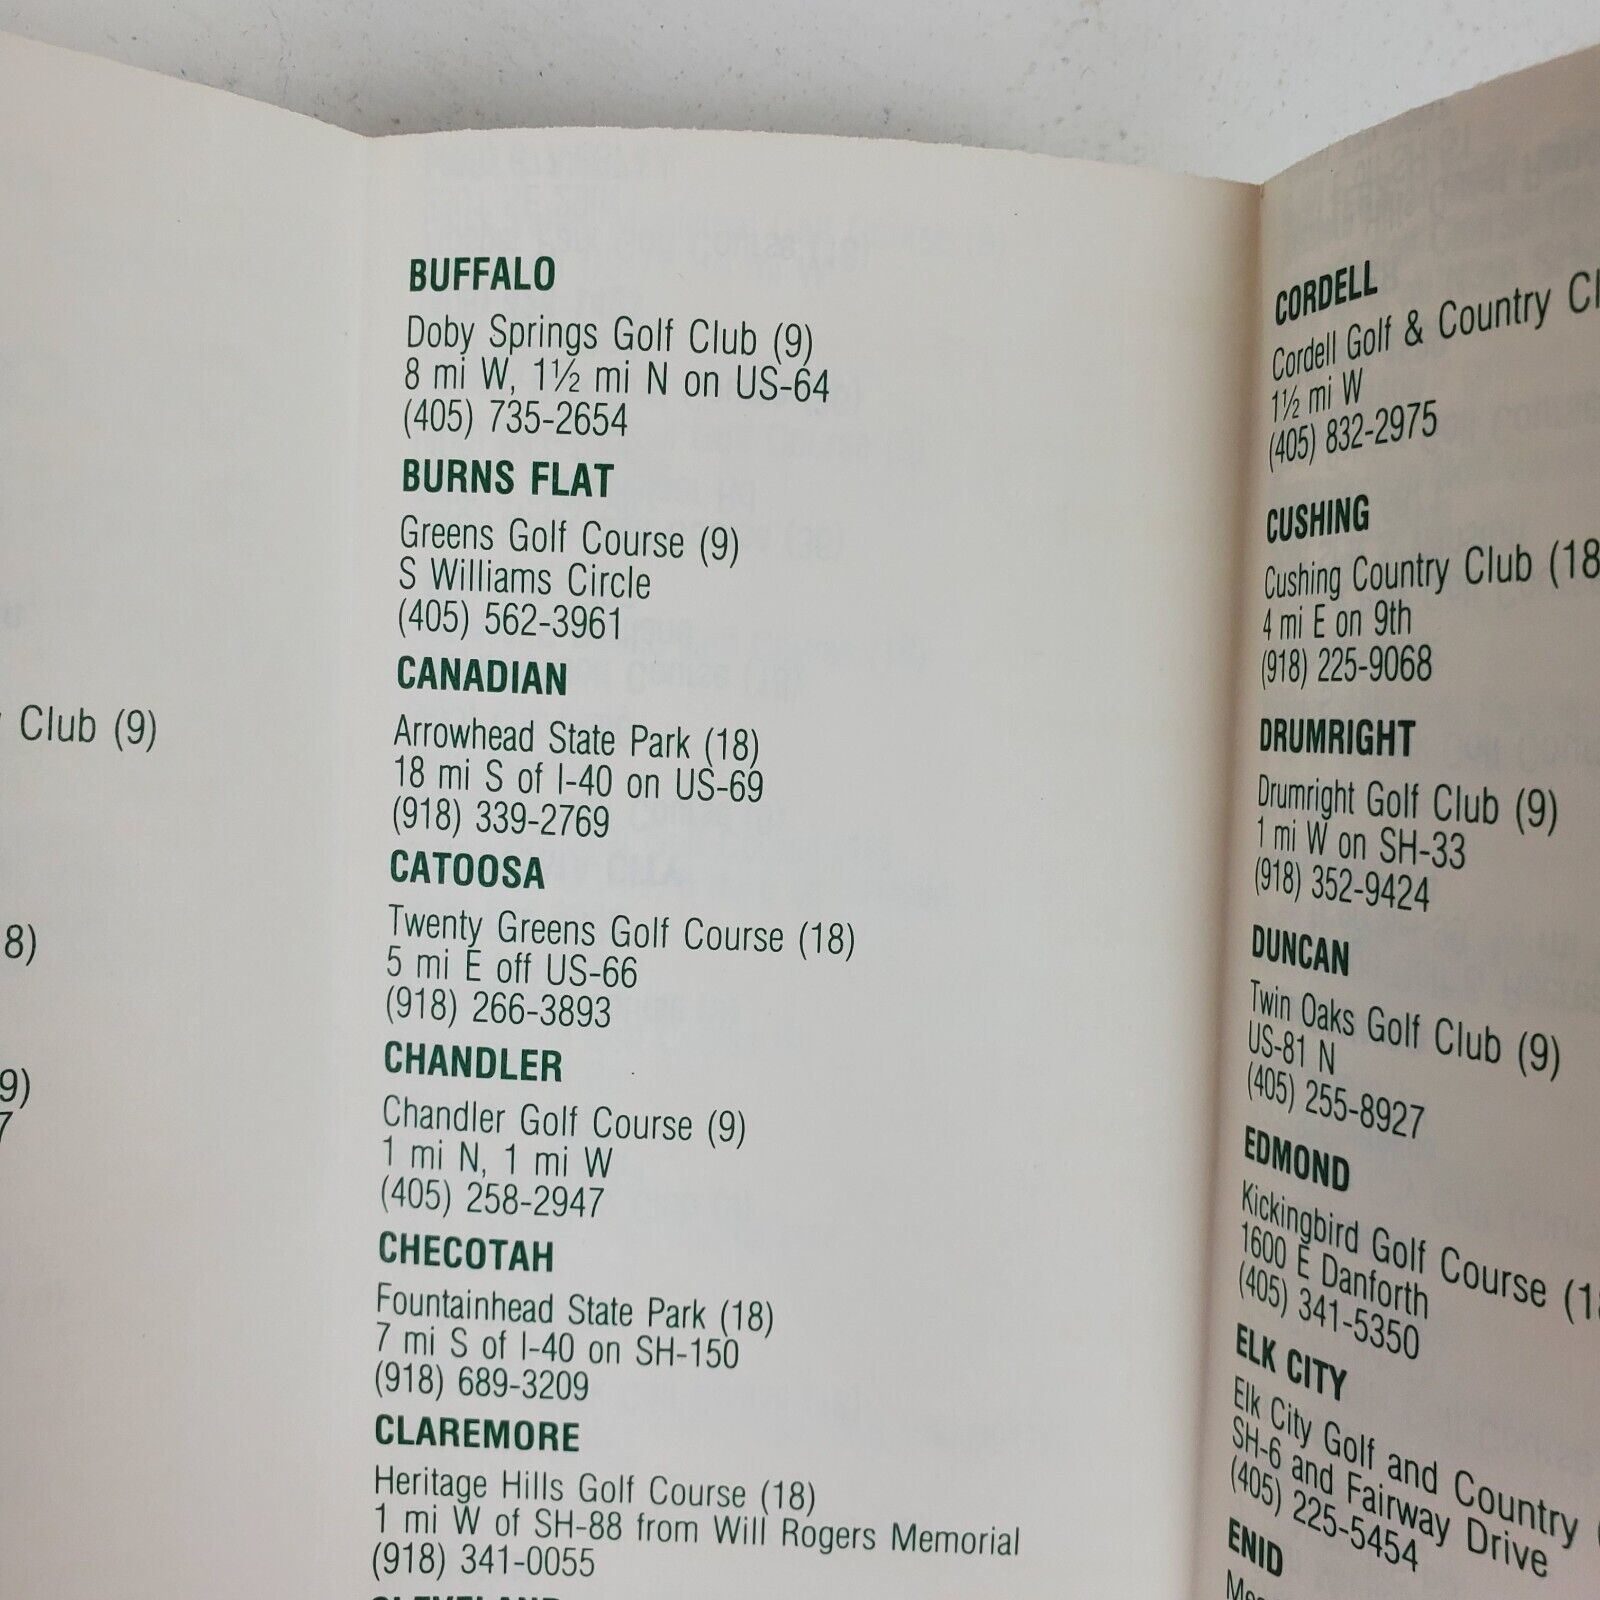 Club (9)
8)
9)
7
BUFFALO
Doby Springs Golf Club (9)
8 mi W, 1½ mi N on US-64
(405) 735-2654
BURNS FLAT
Greens Golf Course (9)
S Williams Circle
(405) 562-3961
CANADIAN
Arrowhead State Park (18)
18 mi S of I-40 on US-69
(918) 339-2769
CATOOSA
Twenty Greens Golf Course (18)
5 mi E off US-66
(918) 266-3893
CHANDLER
Chandler Golf Course (9)
1 mi N, 1 mi W
(405) 258-2947
CHECOTAH
Fountainhead State Park (18)
7 mi S of I-40 on SH-150
(918) 689-3209
CLAREMORE
Heritage Hills Golf Course (18)
1 mi W of SH-88 from Will Rogers Memorial
(918) 341-0055
CLEVELAND
CORDELL
Cordell Golf & Country Cl
1½ mi W
(405) 832-2975
CUSHING
Cushing Country Club (18
4 mi E on 9th
(918) 225-9068
DRUMRIGHT
Drumright Golf Club (9)
1 mi W on SH-33
(918) 352-9424
DUNCAN
Twin Oaks Golf Club (9)
US-81 N
(405) 255-8927
EDMOND
Kickingbird Golf Course (1
1600 E Danforth
(405) 341-5350
ELK CITY
Elk City Golf and Country
SH-6 and Fairway Drive
(405) 225-5454
ENID